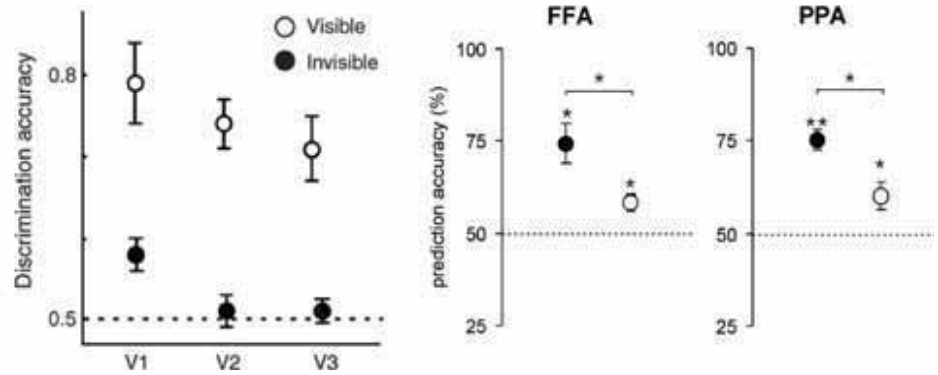 Discrimination accuracy
0.8
0.5
V1 V2 V3
Visible
Invisible
FFA
prediction accuracy (%)
100
75
50
25
*
*
*
PPA
100
75
50
25
*
**
*